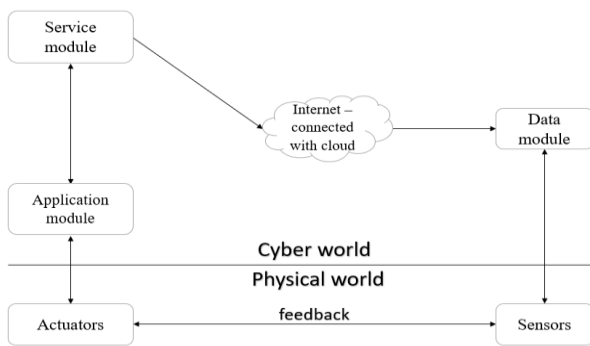 Service
module
Internet –
connected
with cloud
Data
module
Application
module
Cyber world
Physical world
Actuators
feedback
Sensors